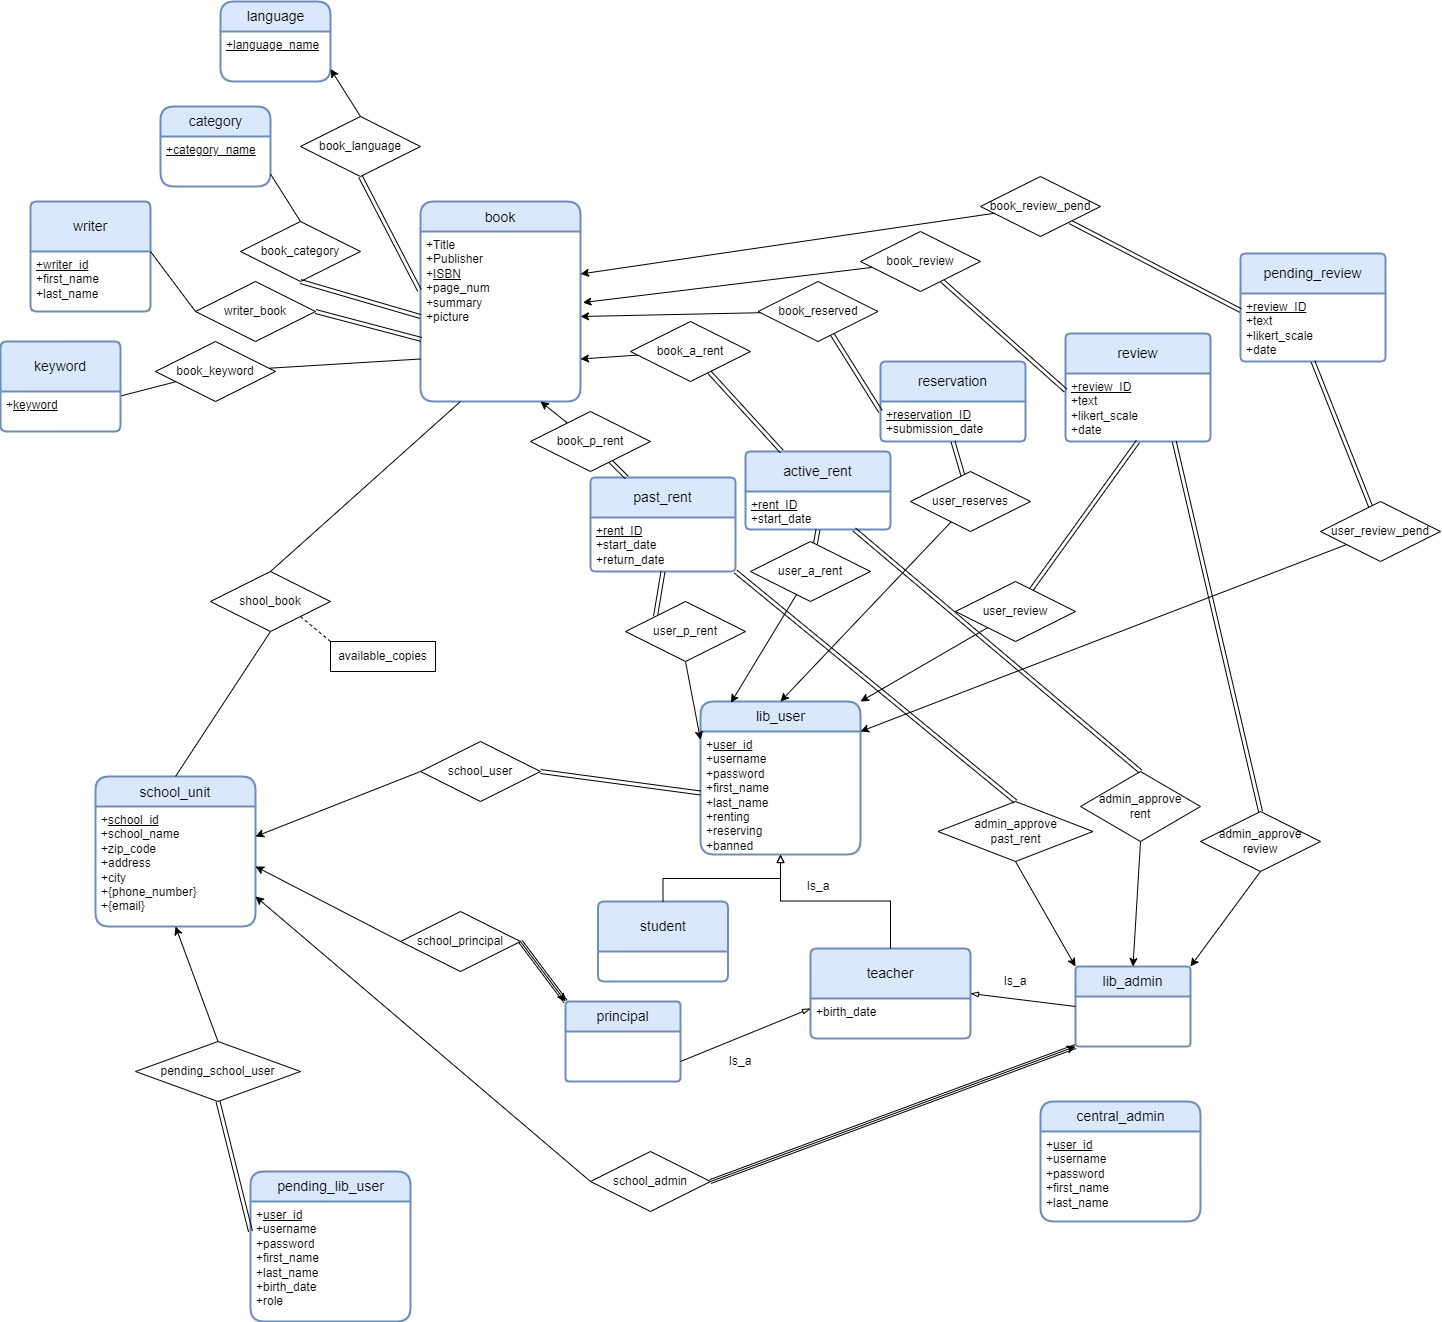 language
+language_name
category
+category_name
book_language
writer
+writer_id
+first_name
+last_name
book_category
writer_book
keyword
+keyword
book_keyword
book
+Title
+Publisher
+ISBN
+page_num
+summary
+picture
book_review_pend
book_review
book_reserved
book_a_rent
book_p_rent
pending_review
+review_ID
+text
+likert_scale
+date
review
+review_ID
+text
+likert_scale
+date
reservation
+reservation_ID
+submission_date
active_rent
+rent_ID
+start_date
past_rent
+rent_ID
+start_date
+return_date
user_reserves
user_review_pend
user_a_rent
user_review
user_p_rent
shool_book
available_copies
lib_user
+user_id
+username
+password
+first_name
+last_name
+renting
+reserving
+banned
school_user
school_unit
+school_id
+school_name
+zip_code
+address
+city
+{phone_number}
+{email}
admin_approve
past_rent
admin_approve
rent
admin_approve
review
Is_a
student
school_principal
teacher
+birth_date
Is_a
lib_admin
principal
Is_a
pending_school_user
school_admin
central_admin
+user_id
+username
+password
+first_name
+last_name
pending_lib_user
+user_id
+username
+password
+first_name
+last_name
+birth_date
+role